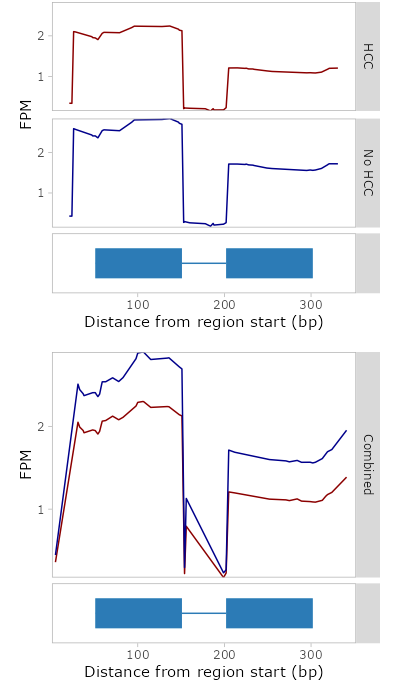 2
1
HCC
FPM
2
1
No HCC
100 200 300
Distance from region start (bp)
2
1
FPM
Combined
100 200 300
Distance from region start (bp)